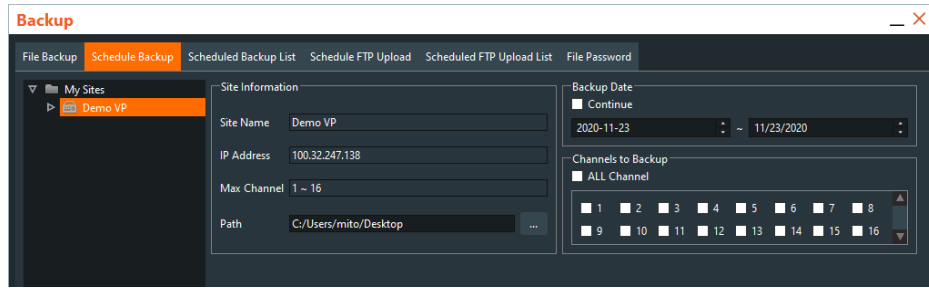 Backup
File Backup Schedule Backup Scheduled Backup List Schedule FTP Upload Scheduled FTP Upload List File Password
My Sites
Demo VP
Site Information
Site Name Demo VP
IP Address 100.32.247.138
Max Channel 1 ~ 16
Path C:/Users/mito/Desktop ...
Backup Date
Continue
2020-11-23 ~ 11/23/2020
Channels to Backup
ALL Channel
1 2 3 4 5 6 7 8
9 10 11 12 13 14 15 16